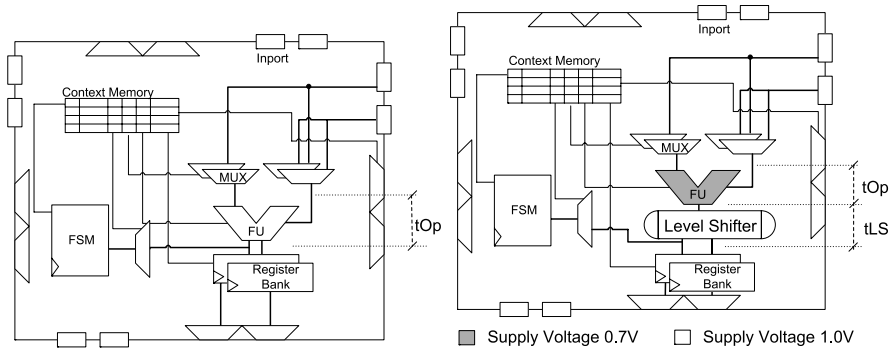 Inport
Context Memory
MUX
FU
tOp
FSM
Register
Bank
Inport
Context Memory
MUX
FU
tOp
Level Shifter
tLS
FSM
Register
Bank
Supply Voltage 0.7V
Supply Voltage 1.0V